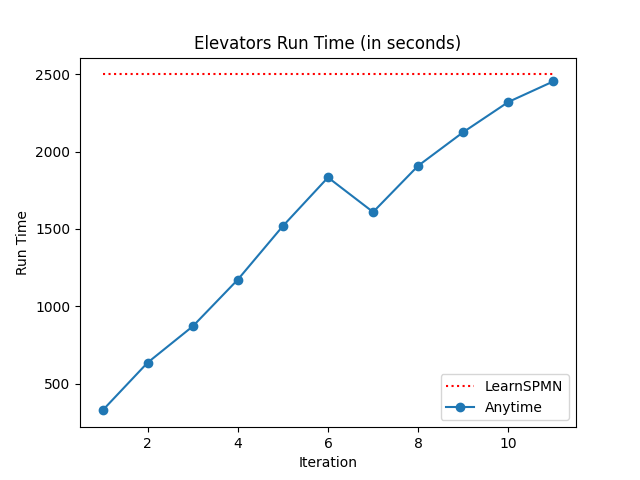 Elevators Run Time (in seconds)
2500
2000
1500
1000
500
Run Time
2 4 6 8 10
Iteration
LearnSPMN
Anytime